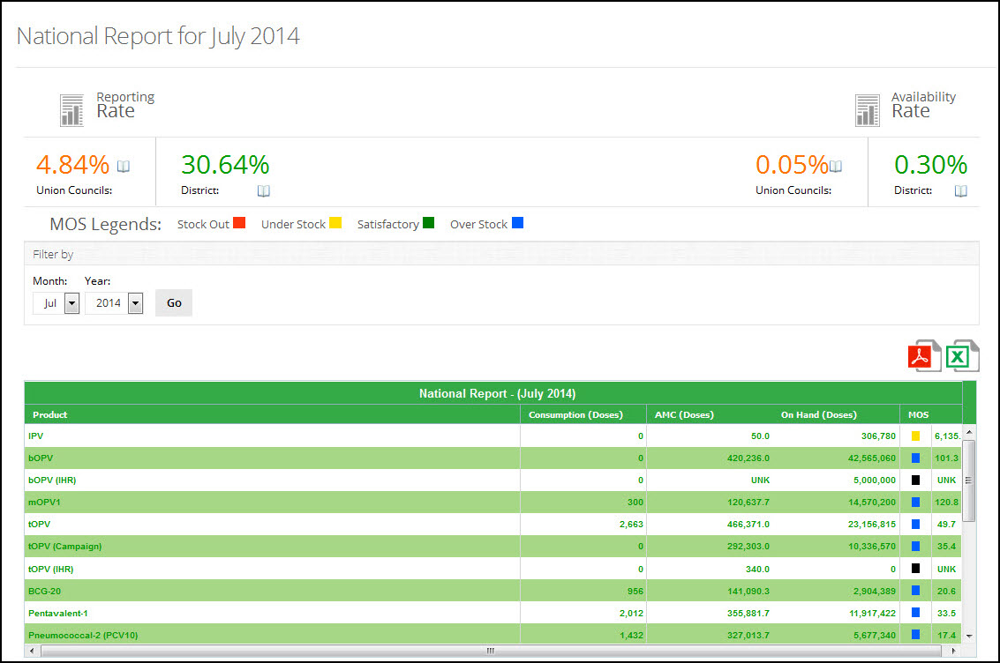 National Report for July 2014
Reporting
Rate
Availability
Rate
4.84%
Union Councils:
30.64%
District:
0.05%
Union Councils:
0.30%
District:
MOS Legends: Stock Out Under Stock Satisfactory Over Stock
Filter by
Month: Year:
Jul 2014 Go
National Report - (July 2014)
Product Consumption (Doses) AMC (Doses) On Hand (Doses) MOS
IPV 0 50.0 306,780 6,135.
bOPV 0 420,236.0 42,565,060 101.3
bOPV (IHR) 0 UNK 5,000,000 UNK
mOPV1 300 120,637.7 14,570,200 120.8
tOPV 2,663 466,371.0 23,156,815 49.7
tOPV (Campaign) 0 292,303.0 10,336,570 35.4
tOPV (IHR) 0 340.0 0 UNK
BCG-20 956 141,090.3 2,904,389 20.6
Pentavalent-1 2,012 355,881.7 11,917,422 33.5
Pneumococcal-2 (PCV10) 1,432 327,013.7 5,677,340 17.4